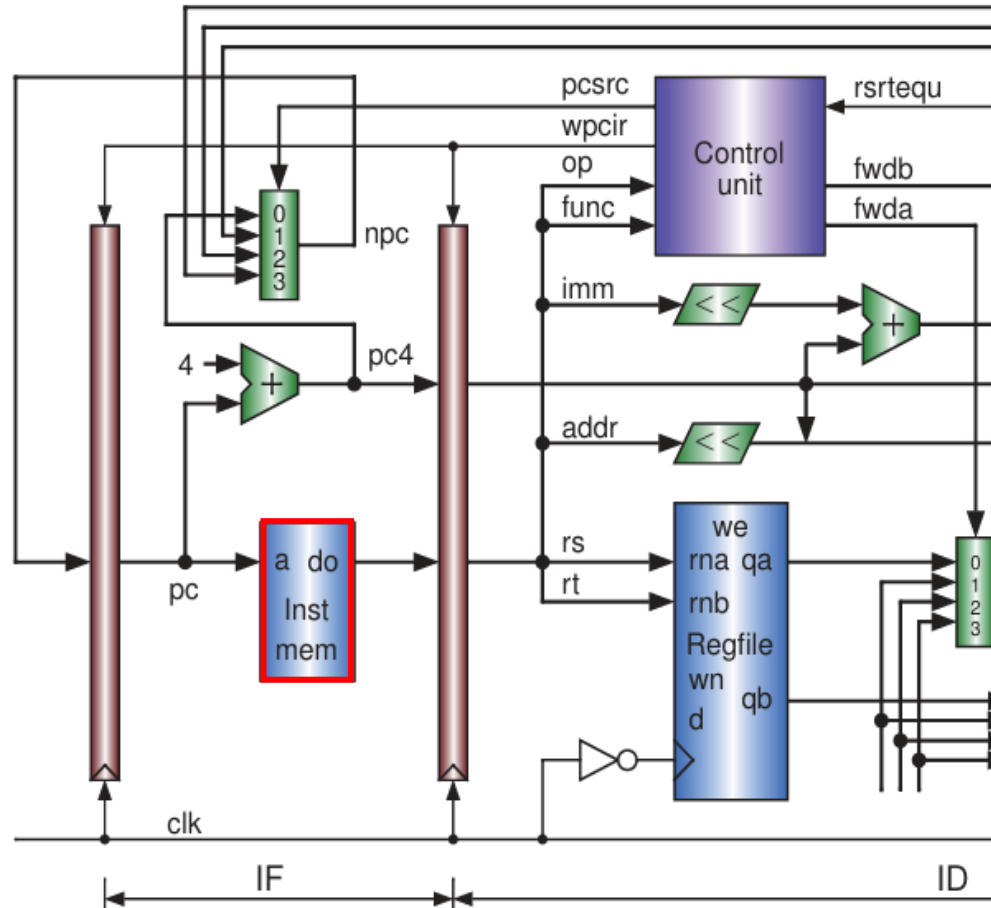 pcsrc
rsrtequ
wpcir
Control
unit
op
fwdb
func
fwda
0
1
2
3
npc
imm
<<
+
4
+
pc4
addr
<<
a do
Inst
mem
pc
rs
rt
we
rna qa
rnb
Regfile
wn
qb
d
0
1
2
3
clk
IF
ID